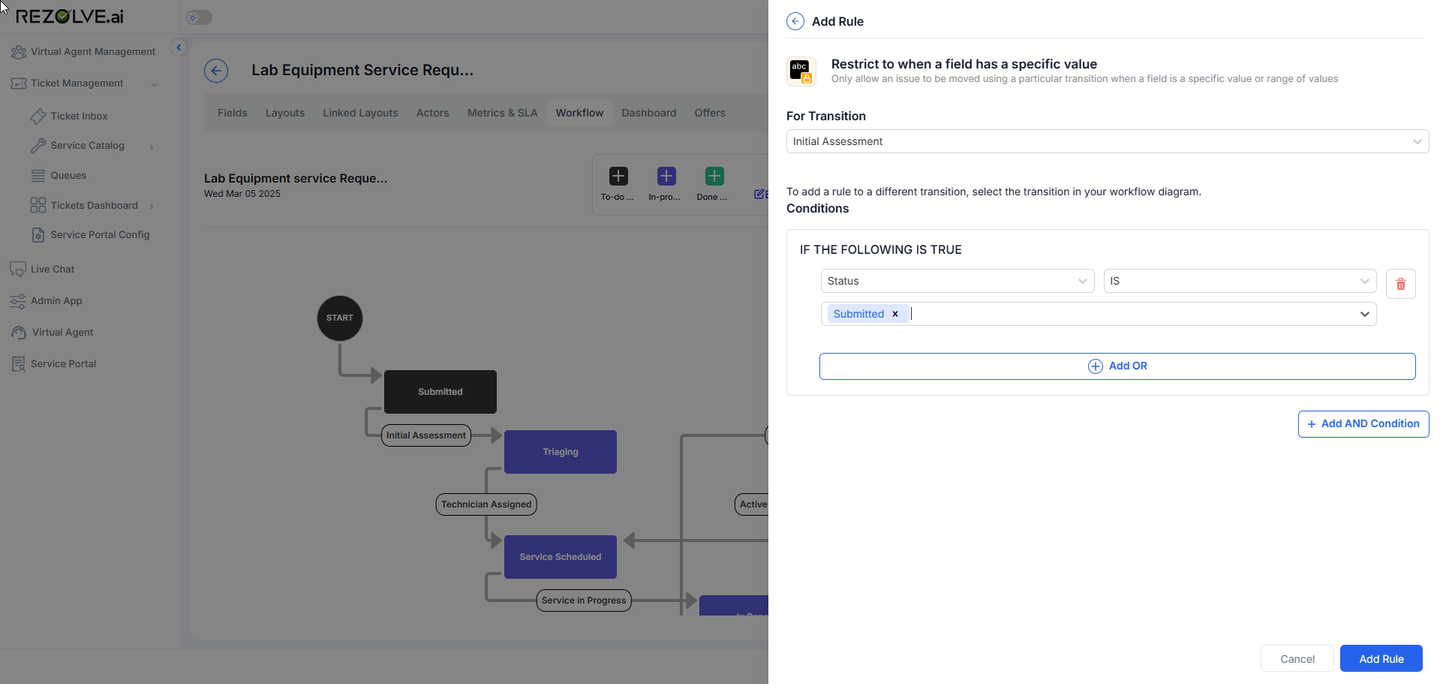 REZOLVE.ai
Virtual Agent Management
Ticket Management
Ticket Inbox
Service Catalog
Queues
Tickets Dashboard
Service Portal Config
Live Chat
Admin App
Virtual Agent
Service Portal
Lab Equipment Service Requ...
Fields Layouts Linked Layouts Actors Metrics & SLA Workflow Dashboard Offers
Lab Equipment service Reque...
Wed Mar 05 2025
To-do ... In-pro... Done ...
START
Submitted
Initial Assessment
Triaging
Technician Assigned
Active
Service Scheduled
Service in Progress
Add Rule
abc
Restrict to when a field has a specific value
Only allow an issue to be moved using a particular transition when a field is a specific value or range of values
For Transition
Initial Assessment
To add a rule to a different transition, select the transition in your workflow diagram.
Conditions
IF THE FOLLOWING IS TRUE
Status IS
Submitted x
Add OR
+ Add AND Condition
Cancel Add Rule